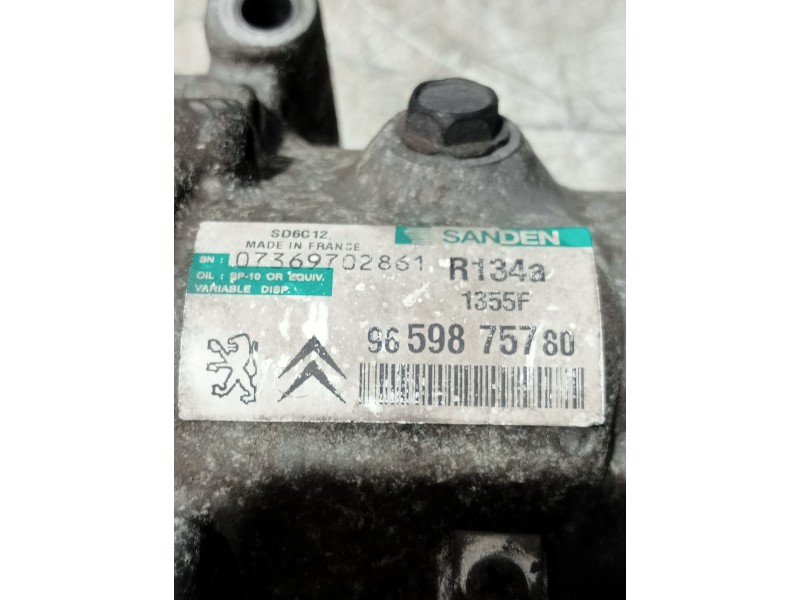 SD6C12
MADE IN FRANCE
SANDEN
SN : 07369702861
R134a
OIL : SP-10 OR EQUIV.
VARIABLE DISP.
1355F
96 598 757 80